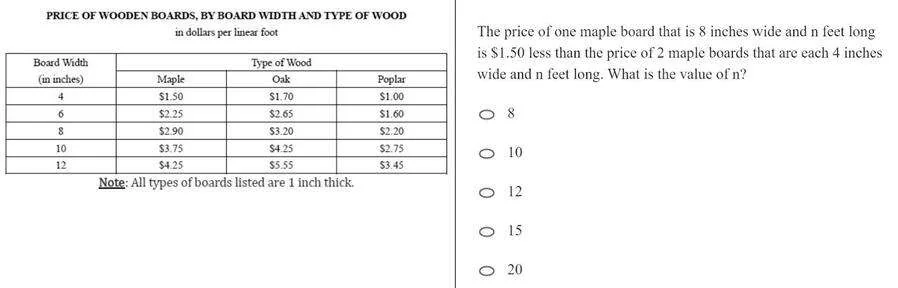 PRICE OF WOODEN BOARDS, BY BOARD WIDTH AND TYPE OF WOOD
in dollars per linear foot
Board Width
(in inches)
Type of Wood
Maple Oak Poplar
4 $1.50 $1.70 $1.00
6 $2.25 $2.65 $1.60
8 $2.90 $3.20 $2.20
10 $3.75 $4.25 $2.75
12 $4.25 $5.55 $3.45
Note: All types of boards listed are 1 inch thick.
The price of one maple board that is 8 inches wide and n feet long
is $1.50 less than the price of 2 maple boards that are each 4 inches
wide and n feet long. What is the value of n?
8
10
12
15
20